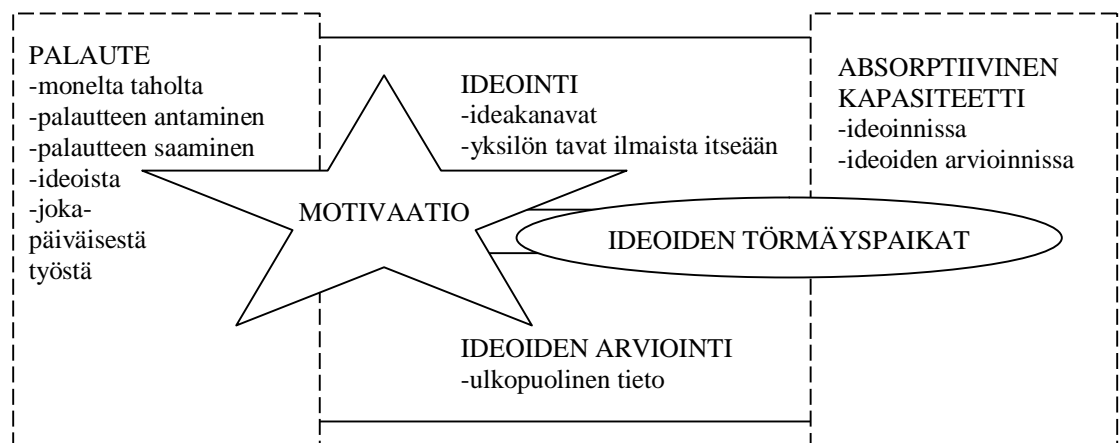 PALAUTE
-monelta taholta
-palautteen antaminen
-palautteen saaminen
-ideoista
-joka-
päiväisestä
työstä
IDEOINTI
-ideakanavat
-yksilön tavat ilmaista itseään
ABSORPTIIVINEN
KAPASITEETTI
-ideoinnissa
-ideoiden arvioinnissa
MOTIVAATIO
IDEOIDEN TÖRMÄYSPAIKAT
IDEOIDEN ARVIOINTI
-ulkopuolinen tieto